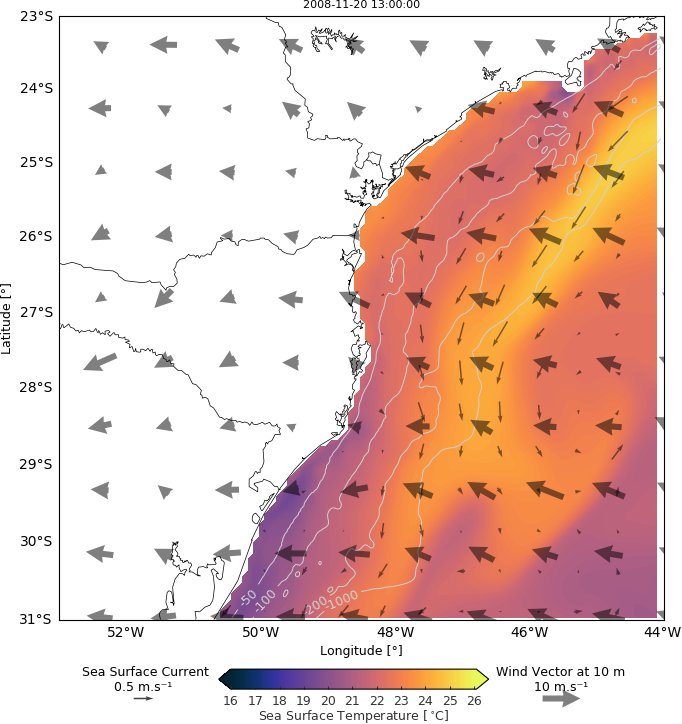 2008-11-20 13:00:00
23°S
24°S
25°S
26°S
27°S
28°S
29°S
30°S
31°S
Latitude [°]
-50
-100
-200
-1000
52°W
50°W
48°W
46°W
44°W
Longitude [°]
Sea Surface Current
0.5 m.s⁻¹
Wind Vector at 10 m
10 m.s⁻¹
16 17 18 19 20 21 22 23 24 25 26
Sea Surface Temperature [°C]